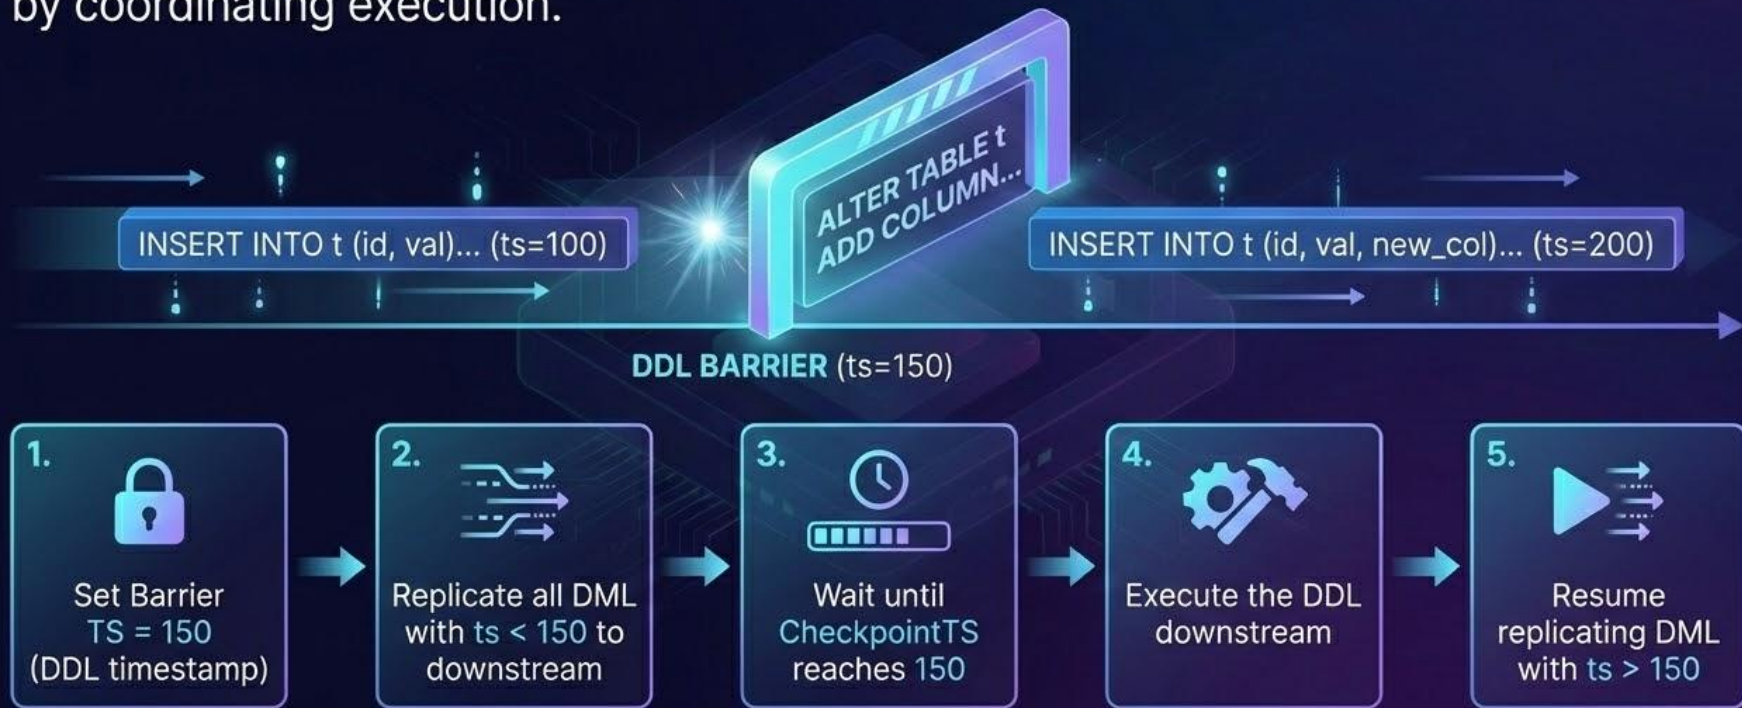 by coordinating execution.
ALTER TABLE t
ADD COLUMN...
INSERT INTO t (id, val)... (ts=100)
INSERT INTO t (id, val, new_col)... (ts=200)
DDL BARRIER (ts=150)
1.
Set Barrier
TS = 150
(DDL timestamp)
2.
Replicate all DML
with ts < 150 to
downstream
3.
Wait until
CheckpointTS
reaches 150
4.
Execute the DDL
downstream
5.
Resume
replicating DML
with ts > 150